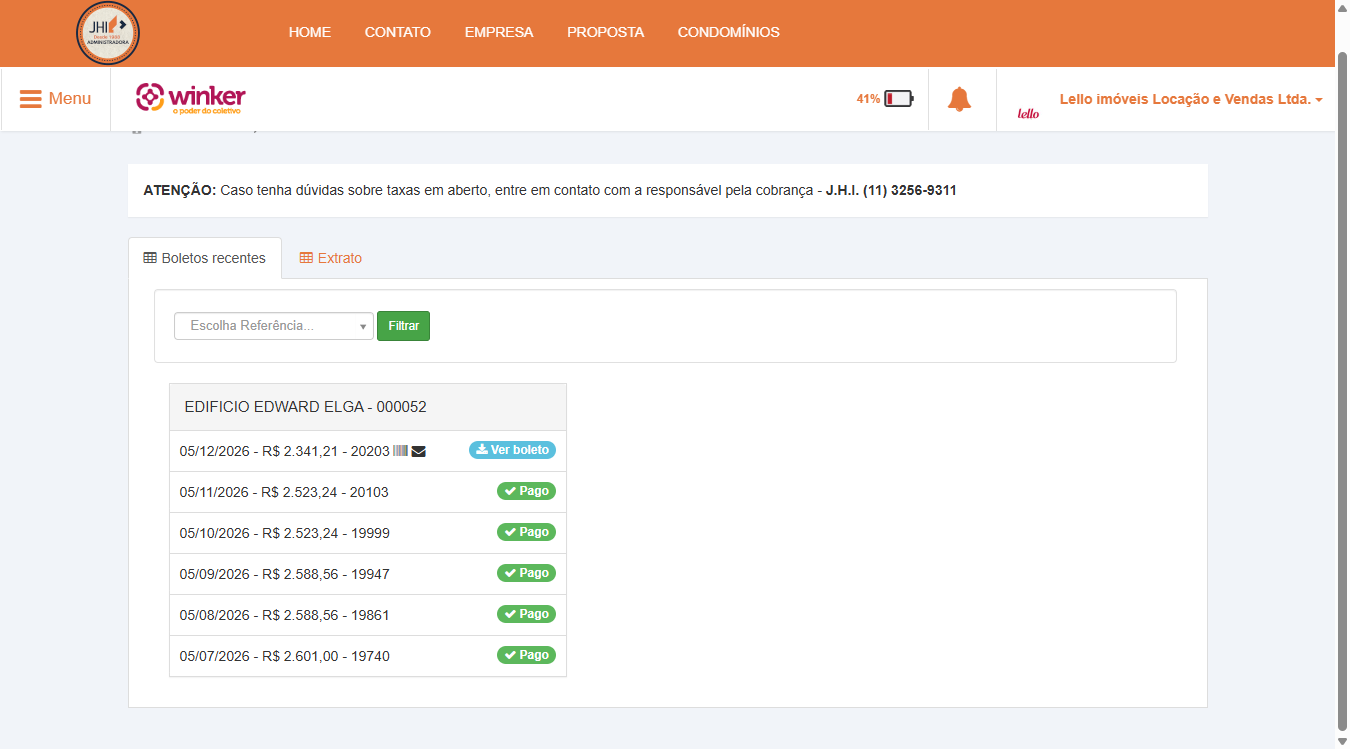 JHI
Desde 1980
ADMINISTRADORA
HOME CONTATO EMPRESA PROPOSTA CONDOMÍNIOS
Menu
winker
o poder do coletivo
41%
lello
Lello imóveis Locação e Vendas Ltda.
ATENÇÃO: Caso tenha dúvidas sobre taxas em aberto, entre em contato com a responsável pela cobrança - J.H.I. (11) 3256-9311
Boletos recentes
Extrato
Escolha Referência...
Filtrar
EDIFICIO EDWARD ELGA - 000052
05/12/2026 - R$ 2.341,21 - 20203 Ver boleto
05/11/2026 - R$ 2.523,24 - 20103 Pago
05/10/2026 - R$ 2.523,24 - 19999 Pago
05/09/2026 - R$ 2.588,56 - 19947 Pago
05/08/2026 - R$ 2.588,56 - 19861 Pago
05/07/2026 - R$ 2.601,00 - 19740 Pago